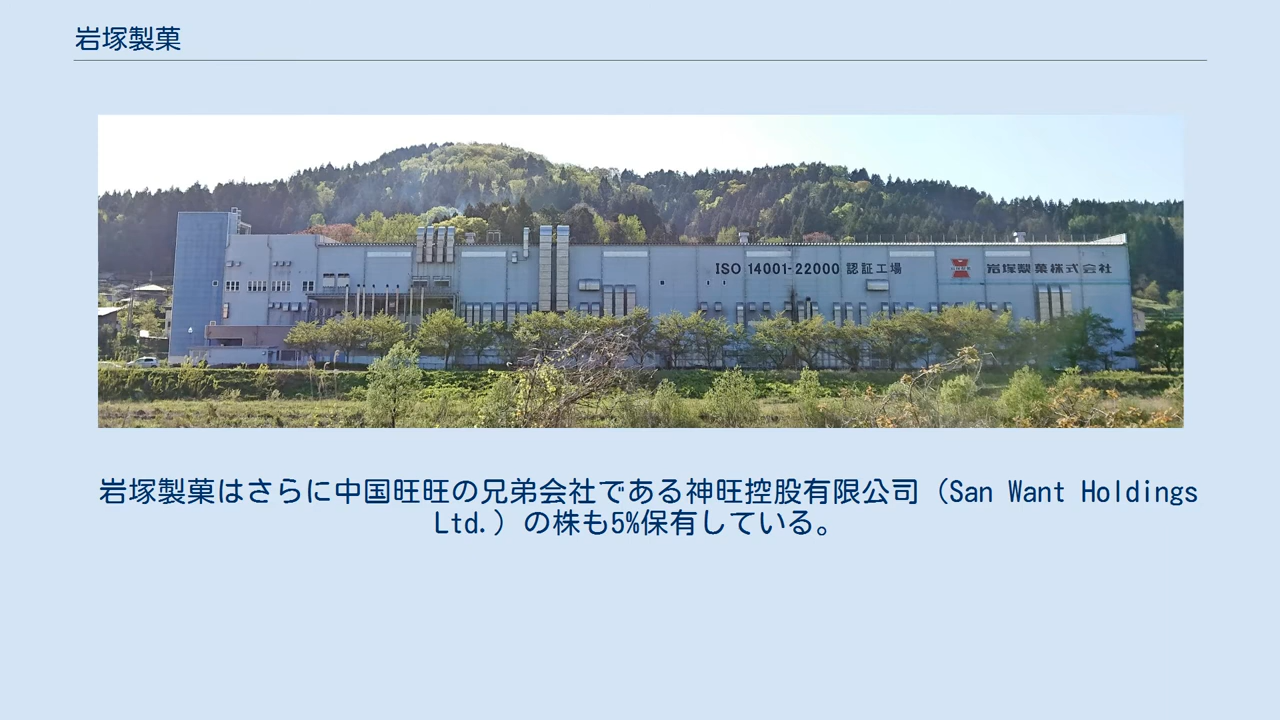 岩塚製菓
ISO 14001-22000 認証工場
岩塚製菓株式会社
岩塚製菓はさらに中国旺旺の兄弟会社である神旺控股有限公司（San Want Holdings
Ltd.）の株も5%保有している。